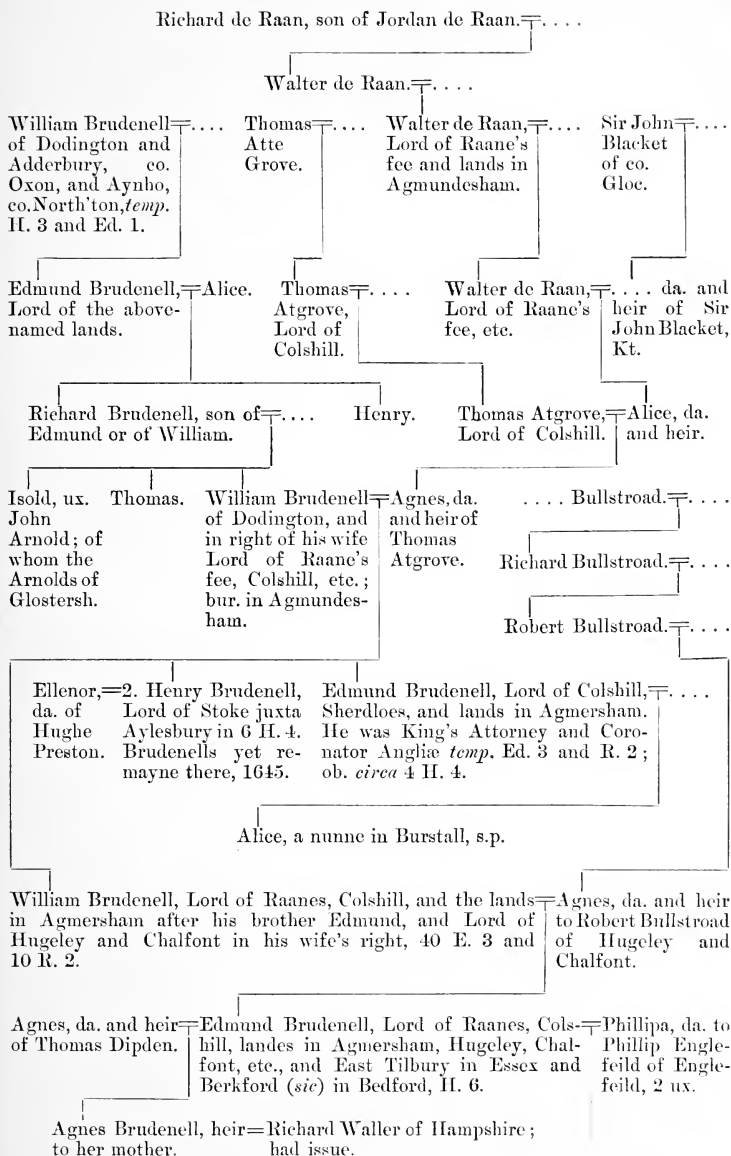 Richard de Raan, son of Jordan de Raan. . . . .
Walter de Raan. . . . .
William Brudenell . . . .
of Dodington and
Adderbury, co.
Oxon, and Aynho,
co. North'ton, temp.
H. 3 and Ed. 1.
Thomas . . . .
Atte
Grove.
Walter de Raan, . . . .
Lord of Raane's
fee and lands in
Agmundesham.
Sir John . . . .
Blacket
of co.
Gloc.
Edmund Brudenell, = Alice.
Lord of the above-
named lands.
Thomas . . . .
Atgrove,
Lord of
Colshill.
Walter de Raan, = . . . . da. and
Lord of Raane's heir of Sir
fee, etc. John Blacket,
Kt.
Richard Brudenell, son of . . . .
Edmund or of William.
Henry.
Thomas Atgrove, = Alice, da.
Lord of Colshill. and heir.
Isold, ux.
John
Arnold; of
whom the
Arnolds of
Glostersh.
Thomas.
William Brudenell
of Dodington, and
in right of his wife
Lord of Raane's
fee, Colshill, etc.;
bur. in Agmundes-
ham.
Agnes, da.
and heir of
Thomas
Atgrove.
. . . . Bullstroad. . . . .
Richard Bullstroad. . . . .
Robert Bullstroad. . . . .
Ellenor,
da. of
Hughe
Preston.
2. Henry Brudenell,
Lord of Stoke juxta
Aylesbury in 6 H. 4.
Brudenells yet re-
mayne there, 1645.
Edmund Brudenell, Lord of Colshill, . . . .
Sherdloes, and lands in Agmersham.
He was King's Attorney and Coro-
nator Angliæ temp. Ed. 3 and R. 2;
ob. circa 4 H. 4.
Alice, a nunne in Burstall, s.p.
William Brudenell, Lord of Raanes, Colshill, and the lands
in Agmersham after his brother Edmund, and Lord of
Hugeley and Chalfont in his wife's right, 40 E. 3 and
10 R. 2.
Agnes, da. and heir
to Robert Bullstroad
of Hugeley and
Chalfont.
Agnes, da. and heir
of Thomas Dipden.
Edmund Brudenell, Lord of Raanes, Cols-
hill, landes in Agmersham, Hugeley, Chal-
font, etc., and East Tilbury in Essex and
Berkford (sic) in Bedford, H. 6.
Phillipa, da. to
Phillip Engle-
feild of Engle-
feild, 2 ux.
Agnes Brudenell, heir = Richard Waller of Hampshire;
to her mother. had issue.